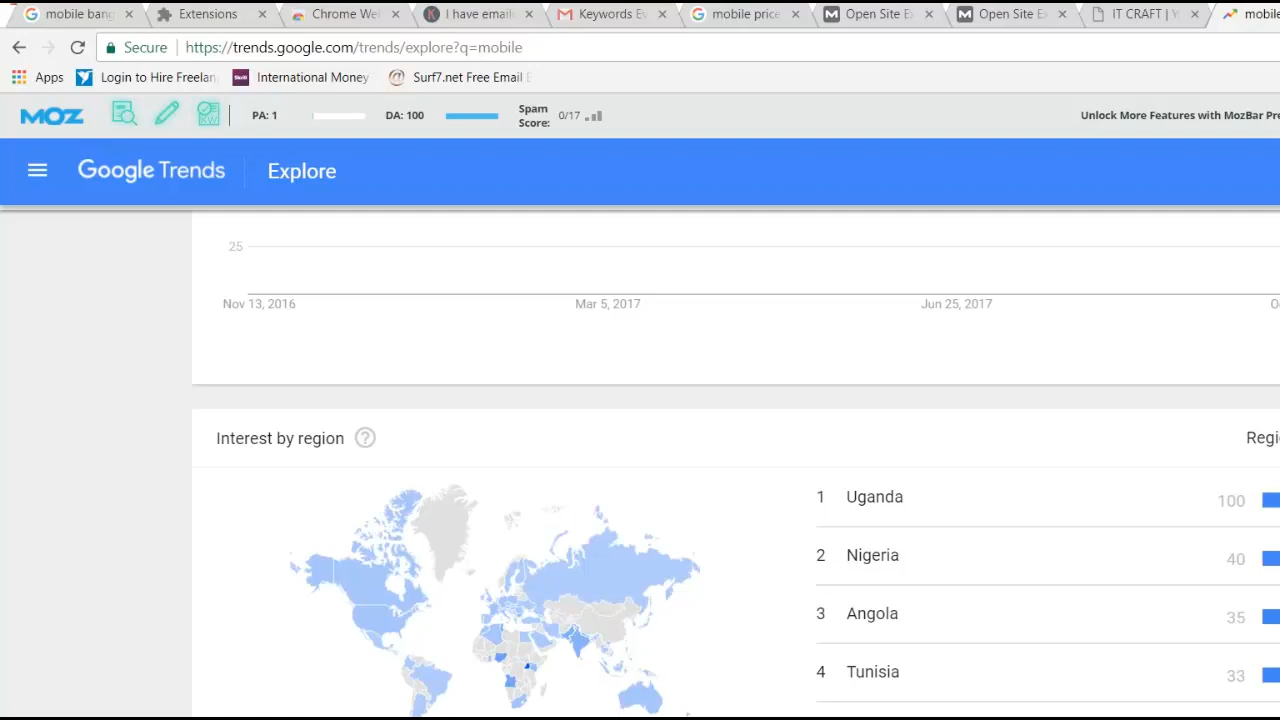 mobile bang
Extensions
Chrome We
I have email
Keywords E
mobile price
Open Site E
Open Site E
IT CRAFT |
mobil
Secure
https://trends.google.com/trends/explore?q=mobile
Apps
Login to Hire Freelan
International Money
Surf7.net Free Email
MOZ
PA: 1
DA: 100
Spam
Score:
0/17
Unlock More Features with MozBar Pre
Google Trends
Explore
25
Nov 13, 2016
Mar 5, 2017
Jun 25, 2017
Interest by region
Regi
1 Uganda 100
2 Nigeria 40
3 Angola 35
4 Tunisia 33